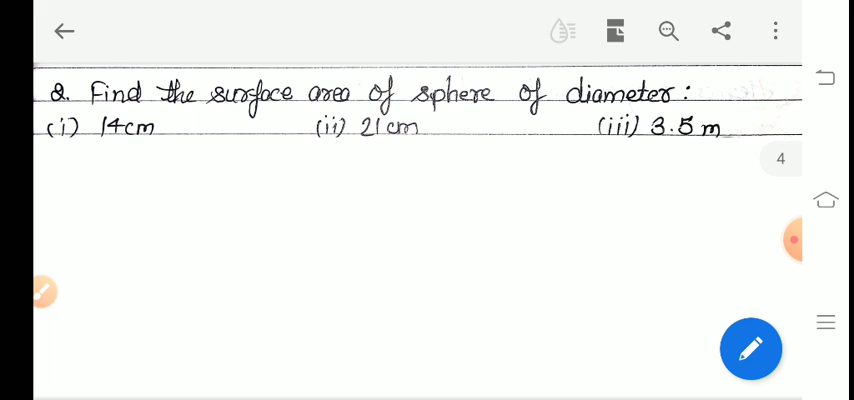 Q. Find the surface area of sphere of diameter:
(i) 14cm (ii) 21cm (iii) 3.5 m
4